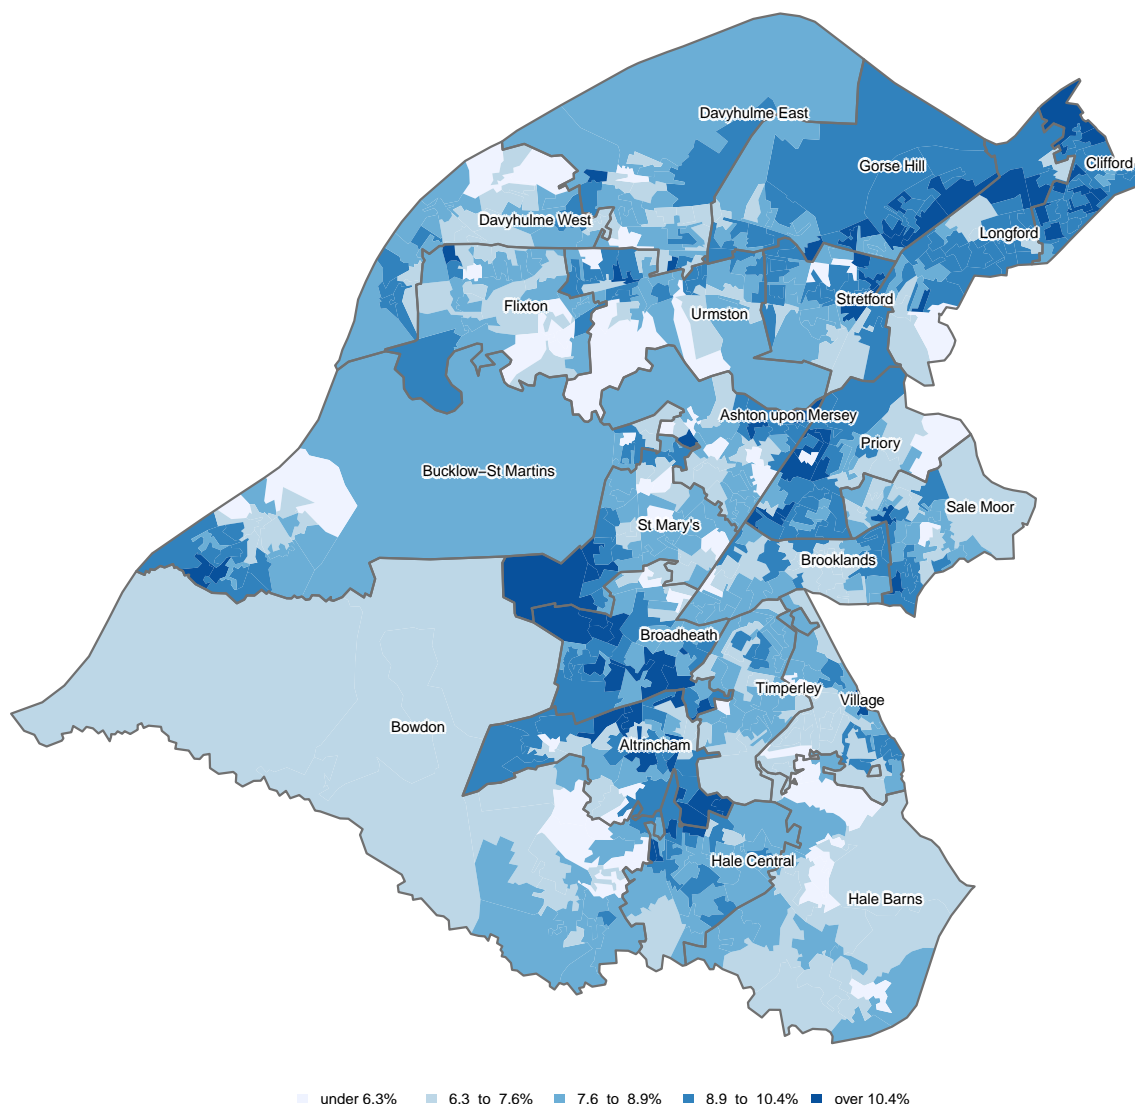 Davyhulme East
Clifford
Gorse Hill
Davyhulme West
Longford
Stretford
Flixton
Urmston
Ashton upon Mersey
Priory
Bucklow–St Martins
Sale Moor
St Mary's
Brooklands
Broadheath
Timperley
Village
Bowdon
Altrincham
Hale Central
Hale Barns
under 6.3% 6.3 to 7.6% 7.6 to 8.9% 8.9 to 10.4% over 10.4%